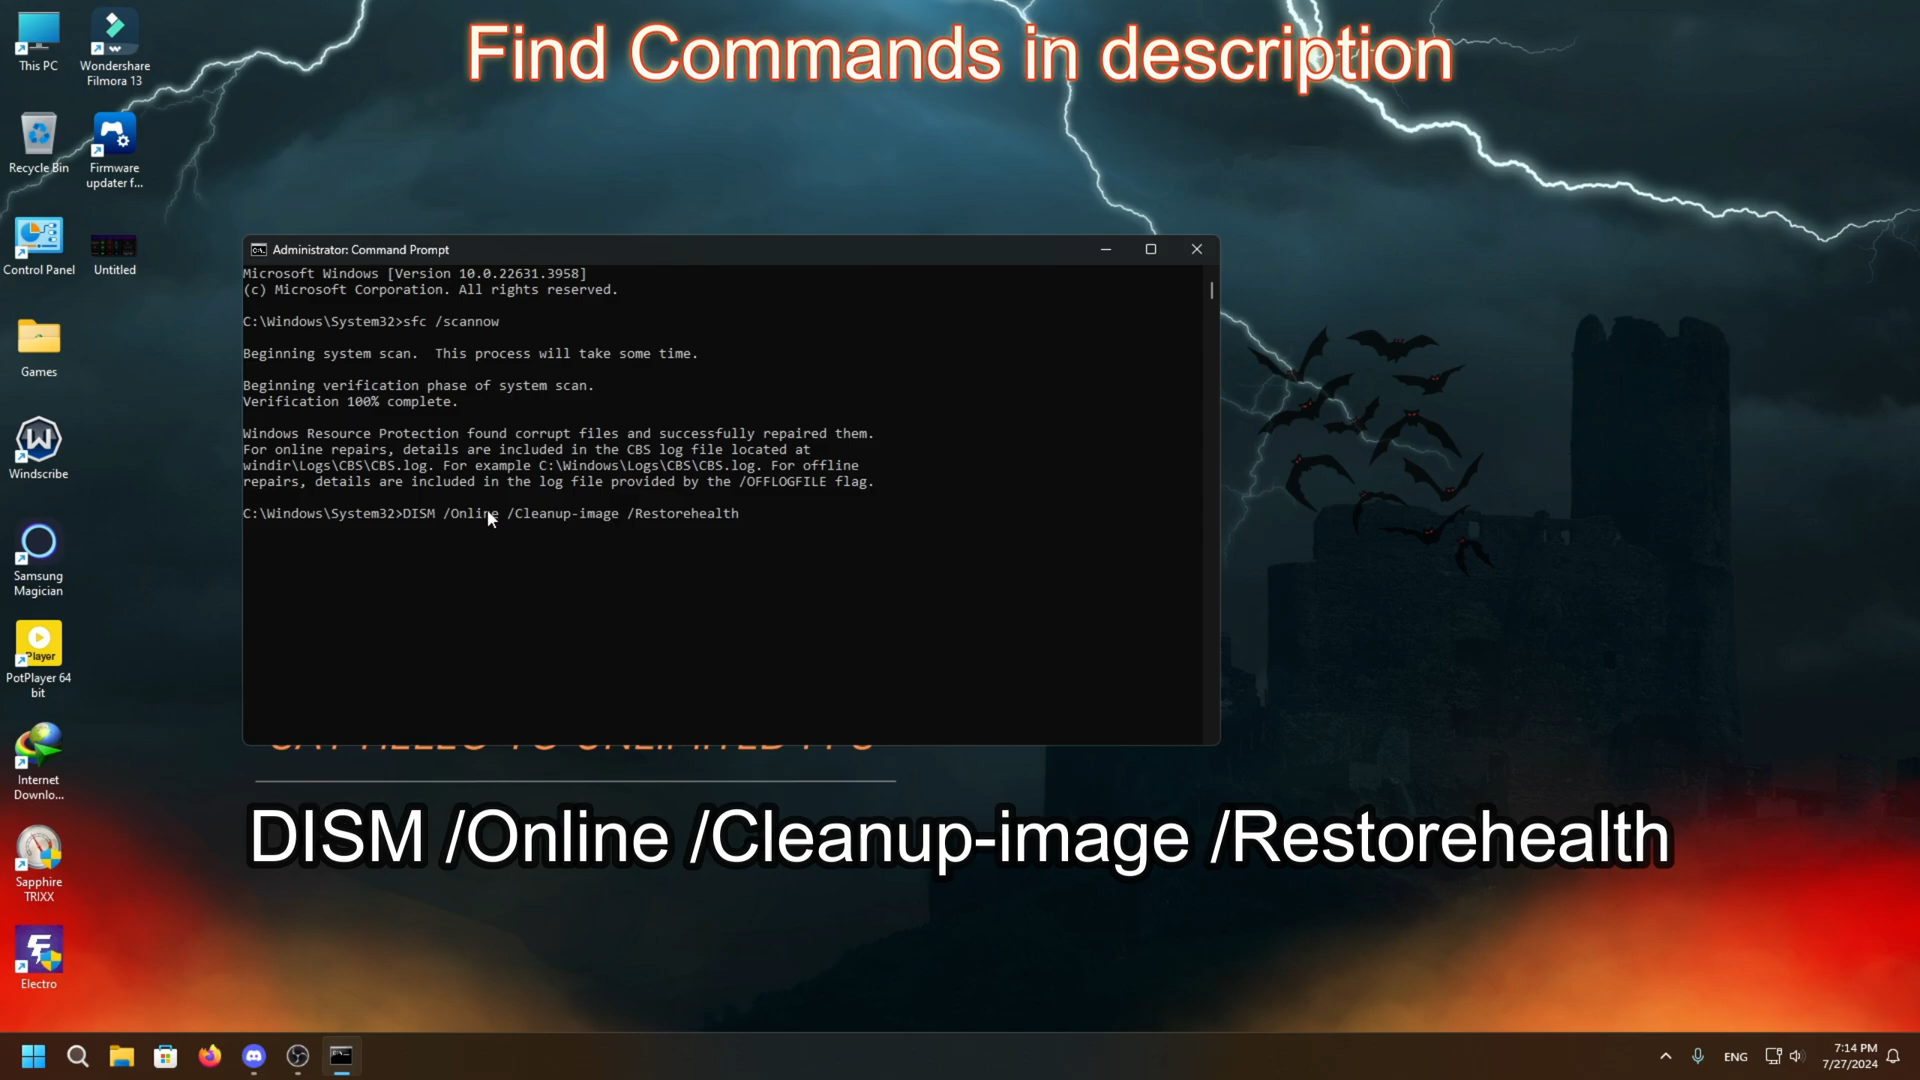 Find Commands in description
This PC
Wondershare
Filmora 13
Recycle Bin
Firmware
updater f...
Control Panel
Untitled
Games
Windscribe
Samsung
Magician
Player
PotPlayer 64
bit
Internet
Downlo...
Sapphire
TRIXX
Electro
Administrator: Command Prompt
Microsoft Windows [Version 10.0.22631.3958]
(c) Microsoft Corporation. All rights reserved.
C:\Windows\System32>sfc /scannow
Beginning system scan.  This process will take some time.
Beginning verification phase of system scan.
Verification 100% complete.
Windows Resource Protection found corrupt files and successfully repaired them.
For online repairs, details are included in the CBS log file located at
windir\Logs\CBS\CBS.log. For example C:\Windows\Logs\CBS\CBS.log. For offline
repairs, details are included in the log file provided by the /OFFLOGFILE flag.
C:\Windows\System32>DISM /Online /Cleanup-image /Restorehealth
DISM /Online /Cleanup-image /Restorehealth
ENG
7:14 PM
7/27/2024